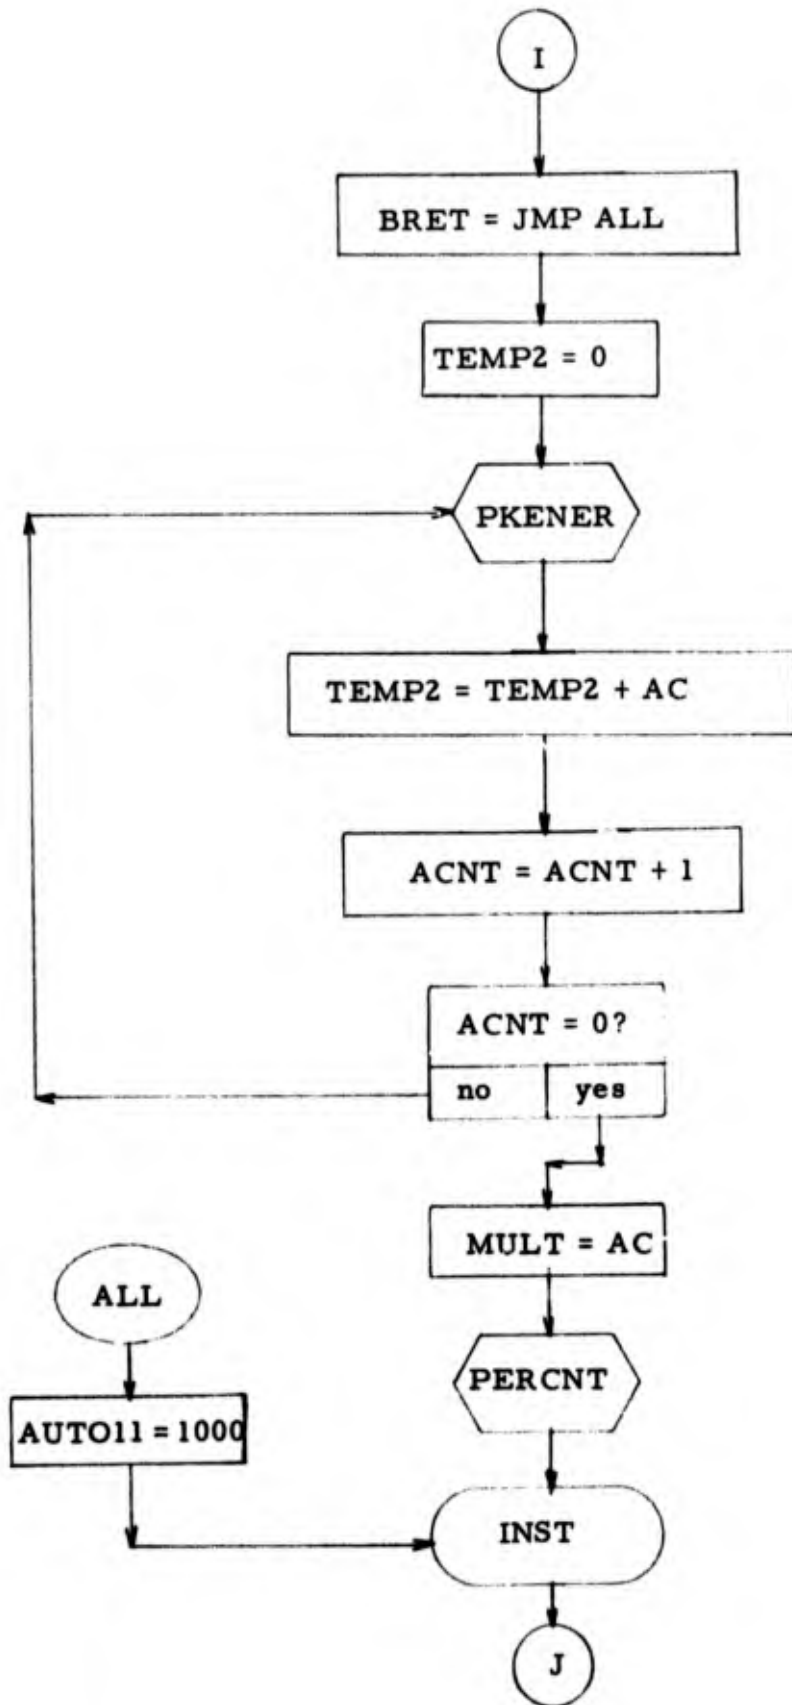 I
BRET = JMP ALL
TEMP2 = 0
PKENER
TEMP2 = TEMP2 + AC
ACNT = ACNT + 1
ACNT = 0?
no yes
MULT = AC
ALL
PERCNT
AUTO11 = 1000
INST
J